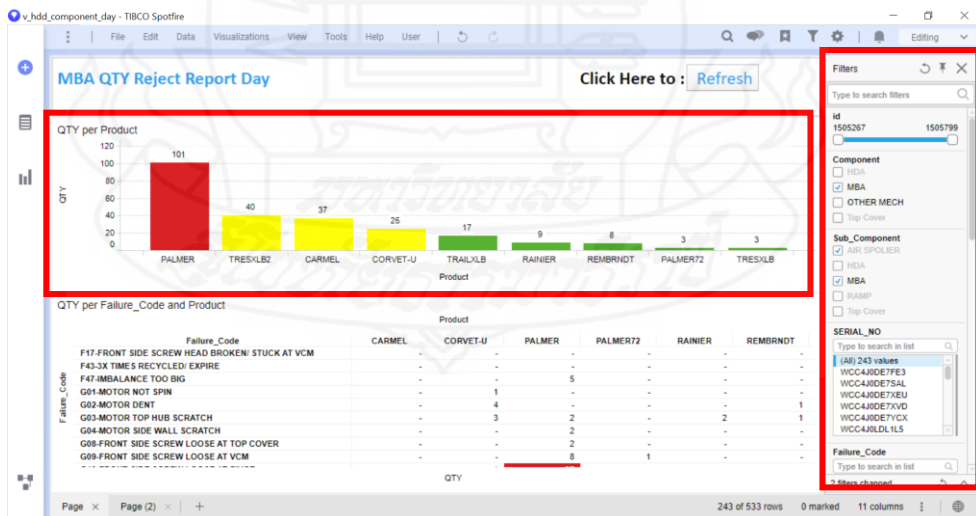 v_hdd_component_day - TIBCO Spotfire
File Edit Data Visualizations View Tools Help User Editing
MBA QTY Reject Report Day
Click Here to : Refresh
QTY per Product
QTY
120
100
80
60
40
20
0
101 40 37 25 17 9 8 3 3
PALMER TRESXLB2 CARMEL CORVET-U TRAILXLB RAINIER REMBRNDT PALMER72 TRESXLB
Product
QTY per Failure_Code and Product
Product
Failure_Code CARMEL CORVET-U PALMER PALMER72 RAINIER REMBRNDT
Failure_Code
F17-FRONT SIDE SCREW HEAD BROKEN/ STUCK AT VCM - - - - - -
F43-3X TIMES RECYCLED/ EXPIRE - - - - - -
F47-IMBALANCE TOO BIG - - 5 - - -
G01-MOTOR NOT SPIN - 1 - - - -
G02-MOTOR DENT - 4 - - - 1
G03-MOTOR TOP HUB SCRATCH - 3 2 - 2 1
G04-MOTOR SIDE WALL SCRATCH - - 2 - - -
G08-FRONT SIDE SCREW LOOSE AT TOP COVER - - 2 - - -
G09-FRONT SIDE SCREW LOOSE AT VCM - - 8 1 - -
QTY
Filters
Type to search filters
id
1505267 1505799
Component
HDA
MBA
OTHER MECH
Top Cover
Sub_Component
AIR SPOLIER
HDA
MBA
RAMP
Top Cover
SERIAL_NO
Type to search in list
(All) 243 values
WCC4J0DE7FE3
WCC4J0DE7SAL
WCC4J0DE7XEU
WCC4J0DE7XVD
WCC4J0DE7YCX
WCC4J0LDL1L5
Failure_Code
Type to search in list
2 filters changed
Page Page (2) 243 of 533 rows 0 marked 11 columns